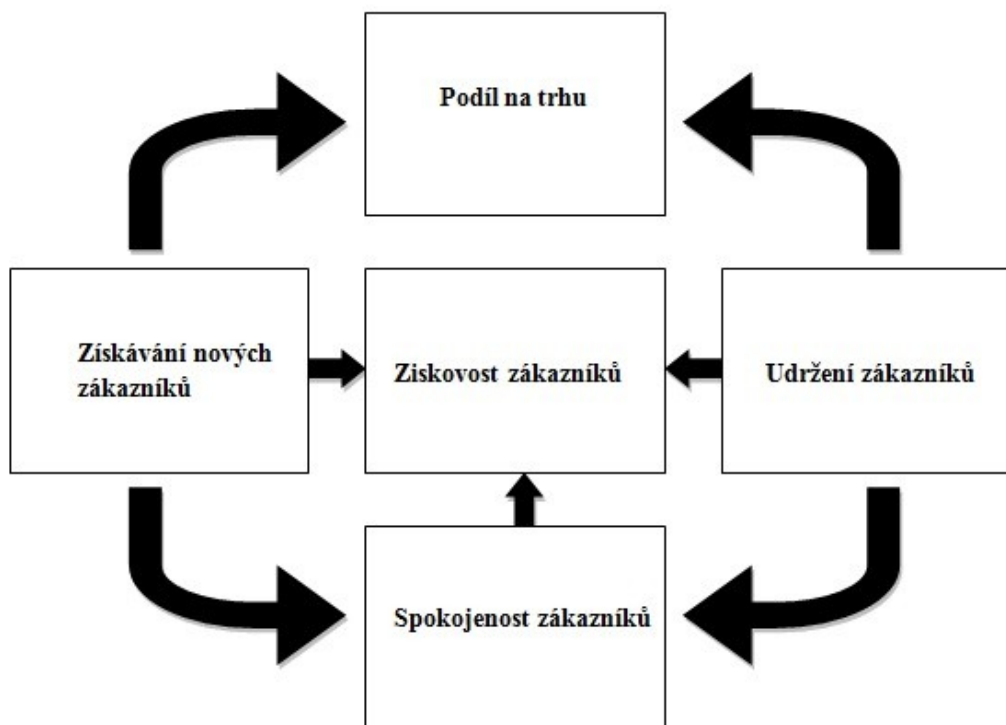 Podíl na trhu
Získávání nových
zákazníků
Ziskovost zákazníků
Udržení zákazníků
Spokojenost zákazníků